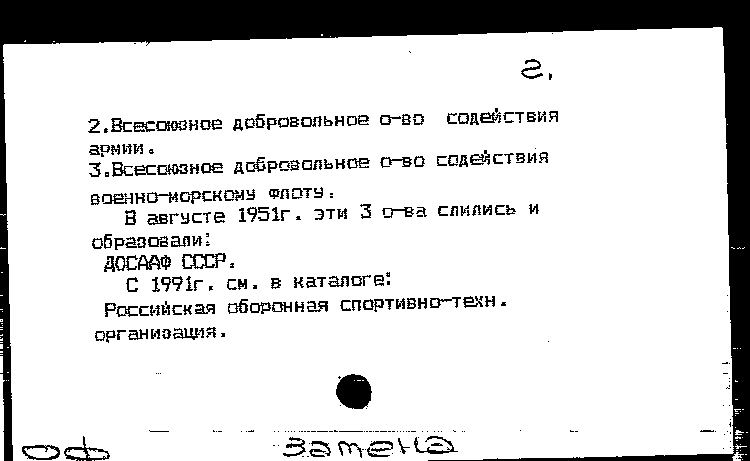 2.
2.Всесоюзное добровольное о-во содействия
армии.
3.Всесоюзное добровольное о-во содействия
военно-морскому флоту.
В августе 1951г. эти 3 о-ва слились и
образовали:
ДОСААФ СССР.
С 1991г. см. в каталоге:
Российская оборонная спортивно-техн.
организация.
оф замена